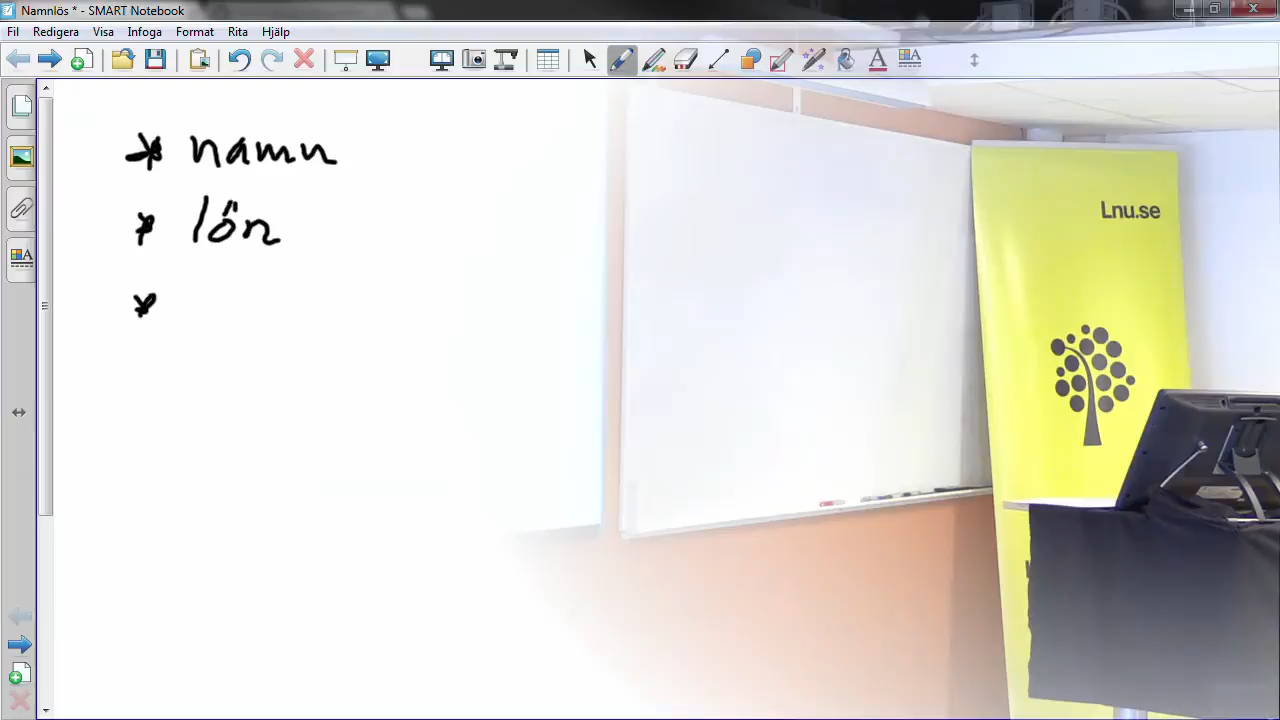 Namnlös * - SMART Notebook
Fil Redigera Visa Infoga Format Rita Hjälp
* namn
* lön
*
Lnu.se